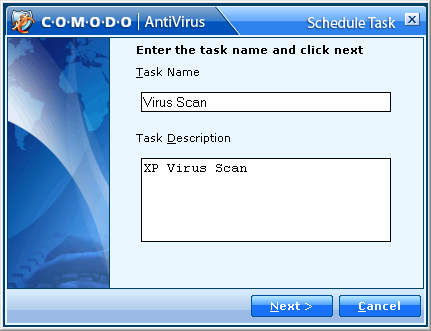 C·O·M·O·D·O | AntiVirus
Schedule Task
Enter the task name and click next
Task Name
Virus Scan
Task Description
XP Virus Scan
Next >
Cancel